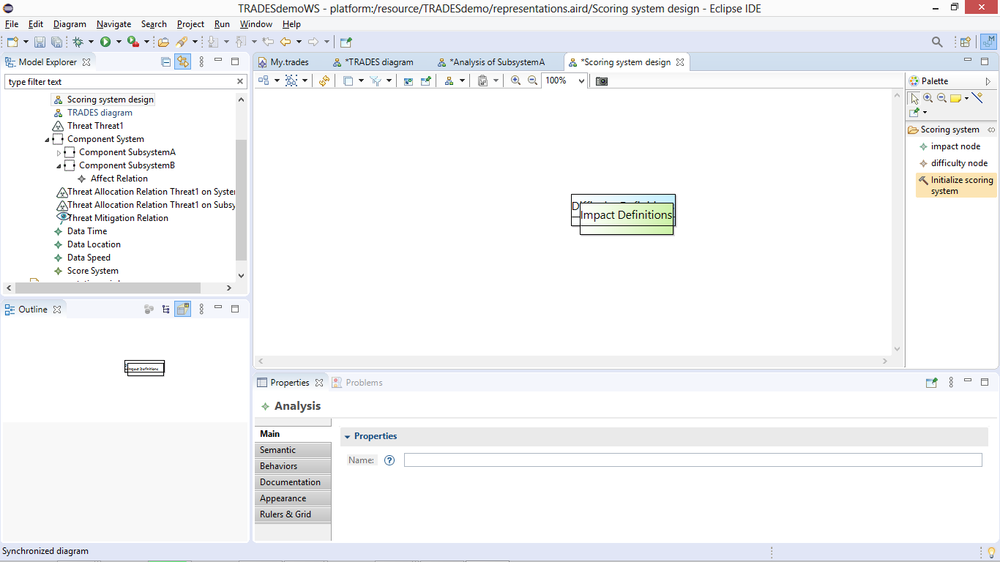 TRADESdemoWS - platform:/resource/TRADESdemo/representations.aird/Scoring system design - Eclipse IDE
File Edit Diagram Navigate Search Project Run Window Help
Model Explorer
type filter text
Scoring system design
TRADES diagram
Threat Threat1
Component System
Component SubsystemA
Component SubsystemB
Affect Relation
Threat Allocation Relation Threat1 on System
Threat Allocation Relation Threat1 on Subsy
Threat Mitigation Relation
Data Time
Data Location
Data Speed
Score System
Outline
Impact Definitions
My.trades
*TRADES diagram
*Analysis of SubsystemA
*Scoring system design
100%
Impact Definitions
Palette
Scoring system
impact node
difficulty node
Initialize scoring
system
Properties
Problems
Analysis
Main
Semantic
Behaviors
Documentation
Appearance
Rulers & Grid
Properties
Name:
Synchronized diagram